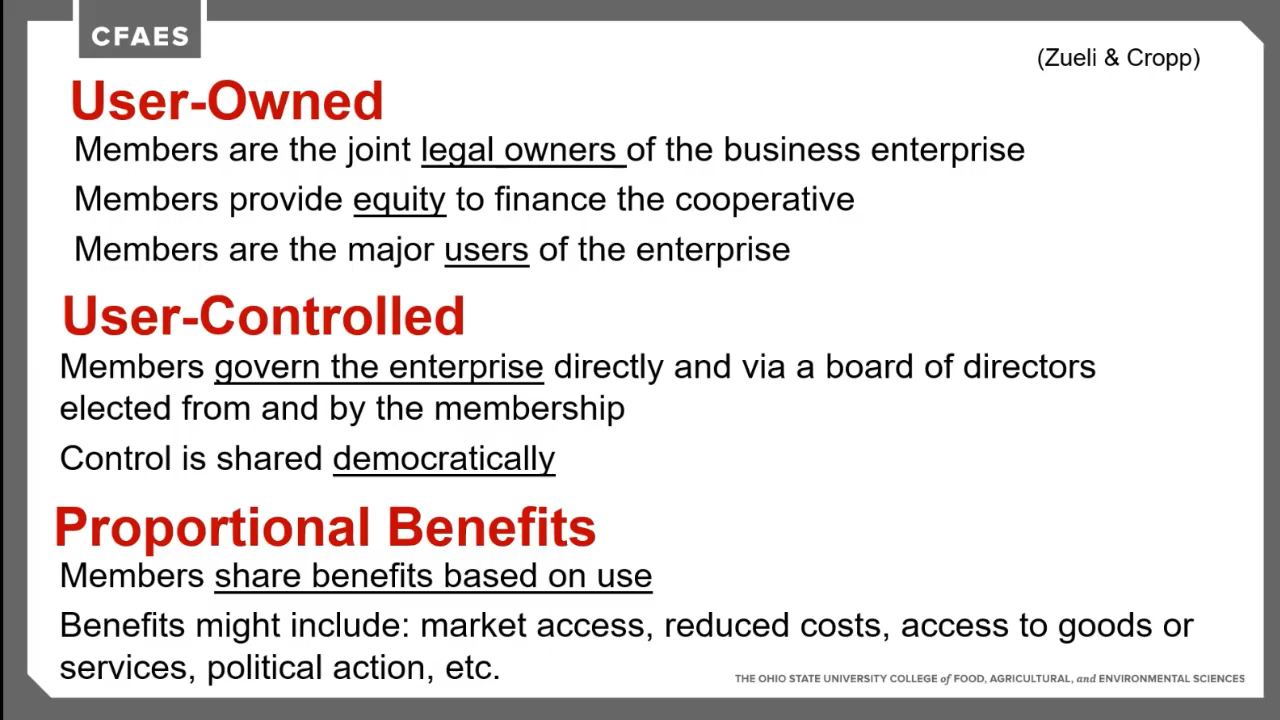 CFAES
(Zueli & Cropp)
User-Owned
Members are the joint legal owners of the business enterprise
Members provide equity to finance the cooperative
Members are the major users of the enterprise
User-Controlled
Members govern the enterprise directly and via a board of directors
elected from and by the membership
Control is shared democratically
Proportional Benefits
Members share benefits based on use
Benefits might include: market access, reduced costs, access to goods or
services, political action, etc.
THE OHIO STATE UNIVERSITY COLLEGE of FOOD, AGRICULTURAL, and ENVIRONMENTAL SCIENCES